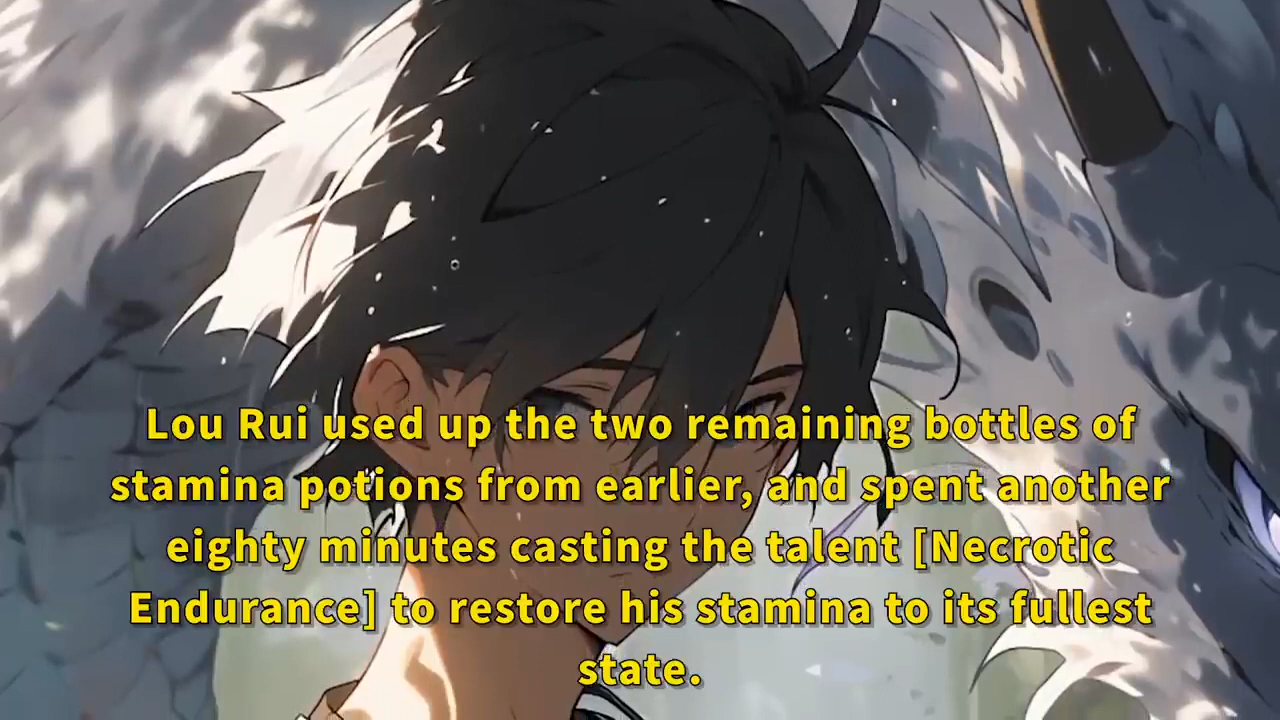 Lou Rui used up the two remaining bottles of
stamina potions from earlier, and spent another
eighty minutes casting the talent [Necrotic
Endurance] to restore his stamina to its fullest
state.